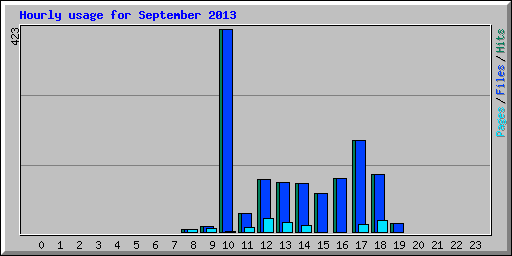 Hourly usage for September 2013
423
Pages/Files/Hits
0 1 2 3 4 5 6 7 8 9 10 11 12 13 14 15 16 17 18 19 20 21 22 23